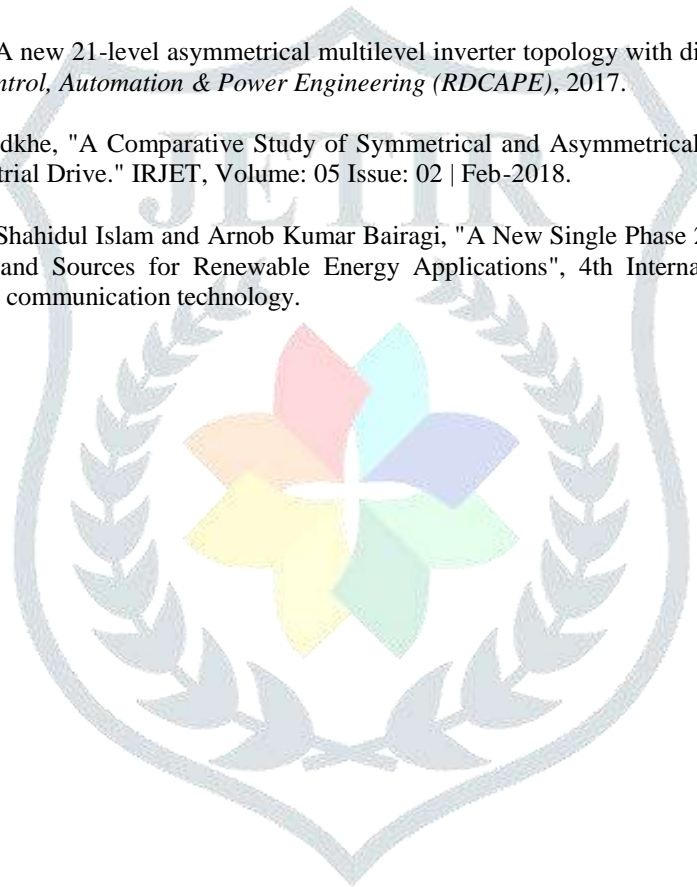 A new 21-level asymmetrical multilevel inverter topology with di
ntrol, Automation & Power Engineering (RDCAPE), 2017.
dkhe, "A Comparative Study of Symmetrical and Asymmetrical
trial Drive." IRJET, Volume: 05 Issue: 02 | Feb-2018.
Shahidul Islam and Arnob Kumar Bairagi, "A New Single Phase 2
and Sources for Renewable Energy Applications", 4th Interna
communication technology.
JETIR